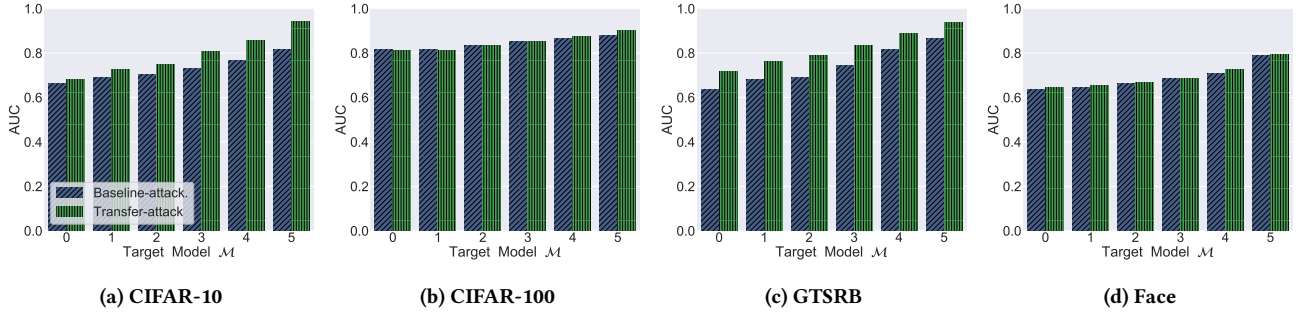 1.0
0.8
0.6
0.4
0.2
0.0
AUC
Baseline-attack.
Transfer-attack
0 1 2 3 4 5
Target Model ℳ
(a) CIFAR-10
1.0
0.8
0.6
0.4
0.2
0.0
AUC
0 1 2 3 4 5
Target Model ℳ
(b) CIFAR-100
1.0
0.8
0.6
0.4
0.2
0.0
AUC
0 1 2 3 4 5
Target Model ℳ
(c) GTSRB
1.0
0.8
0.6
0.4
0.2
0.0
AUC
0 1 2 3 4 5
Target Model ℳ
(d) Face